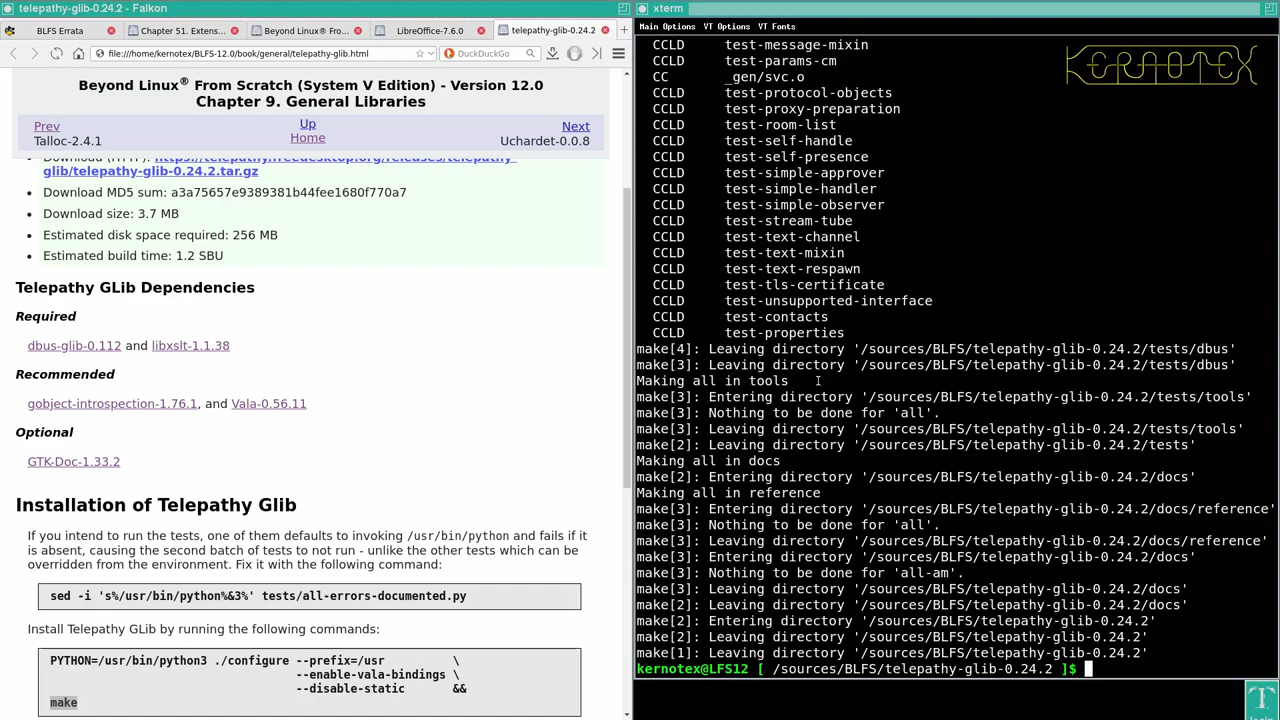 telepathy-glib-0.24.2 - Falkon
BLFS Errata
Chapter 51. Extens...
Beyond Linux® From...
LibreOffice-7.6.0
telepathy-glib-0.24.2
file:///home/kernotex/BLFS-12.0/book/general/telepathy-glib.html
DuckDuckGo
Beyond Linux® From Scratch (System V Edition) - Version 12.0
Chapter 9. General Libraries
Prev
Up
Next
Talloc-2.4.1
Home
Uchardet-0.0.8
Download (HTTP): https://telepathy.freedesktop.org/releases/telepathy-
glib/telepathy-glib-0.24.2.tar.gz
Download MD5 sum: a3a75657e9389381b44fee1680f770a7
Download size: 3.7 MB
Estimated disk space required: 256 MB
Estimated build time: 1.2 SBU
Telepathy GLib Dependencies
Required
dbus-glib-0.112 and libxslt-1.1.38
Recommended
gobject-introspection-1.76.1, and Vala-0.56.11
Optional
GTK-Doc-1.33.2
Installation of Telepathy Glib
If you intend to run the tests, one of them defaults to invoking /usr/bin/python and fails if it
is absent, causing the second batch of tests to not run - unlike the other tests which can be
overridden from the environment. Fix it with the following command:
sed -i 's%/usr/bin/python%&3%' tests/all-errors-documented.py
Install Telepathy GLib by running the following commands:
PYTHON=/usr/bin/python3 ./configure --prefix=/usr \
--enable-vala-bindings \
--disable-static &&
make
xterm
Main Options VT Options VT Fonts
KERNOTEX
CCLD test-message-mixin
CCLD test-params-cm
CC _gen/svc.o
CCLD test-protocol-objects
CCLD test-proxy-preparation
CCLD test-room-list
CCLD test-self-handle
CCLD test-self-presence
CCLD test-simple-approver
CCLD test-simple-handler
CCLD test-simple-observer
CCLD test-stream-tube
CCLD test-text-channel
CCLD test-text-mixin
CCLD test-text-respawn
CCLD test-tls-certificate
CCLD test-unsupported-interface
CCLD test-contacts
CCLD test-properties
make[4]: Leaving directory '/sources/BLFS/telepathy-glib-0.24.2/tests/dbus'
make[3]: Leaving directory '/sources/BLFS/telepathy-glib-0.24.2/tests/dbus'
Making all in tools
make[3]: Entering directory '/sources/BLFS/telepathy-glib-0.24.2/tests/tools'
make[3]: Nothing to be done for 'all'.
make[3]: Leaving directory '/sources/BLFS/telepathy-glib-0.24.2/tests/tools'
make[2]: Leaving directory '/sources/BLFS/telepathy-glib-0.24.2/tests'
Making all in docs
make[2]: Entering directory '/sources/BLFS/telepathy-glib-0.24.2/docs'
Making all in reference
make[3]: Entering directory '/sources/BLFS/telepathy-glib-0.24.2/docs/reference'
make[3]: Nothing to be done for 'all'.
make[3]: Leaving directory '/sources/BLFS/telepathy-glib-0.24.2/docs/reference'
make[3]: Entering directory '/sources/BLFS/telepathy-glib-0.24.2/docs'
make[3]: Nothing to be done for 'all-am'.
make[3]: Leaving directory '/sources/BLFS/telepathy-glib-0.24.2/docs'
make[2]: Leaving directory '/sources/BLFS/telepathy-glib-0.24.2/docs'
make[2]: Entering directory '/sources/BLFS/telepathy-glib-0.24.2'
make[2]: Leaving directory '/sources/BLFS/telepathy-glib-0.24.2'
make[1]: Leaving directory '/sources/BLFS/telepathy-glib-0.24.2'
kernotex@LFS12 [ /sources/BLFS/telepathy-glib-0.24.2 ]$